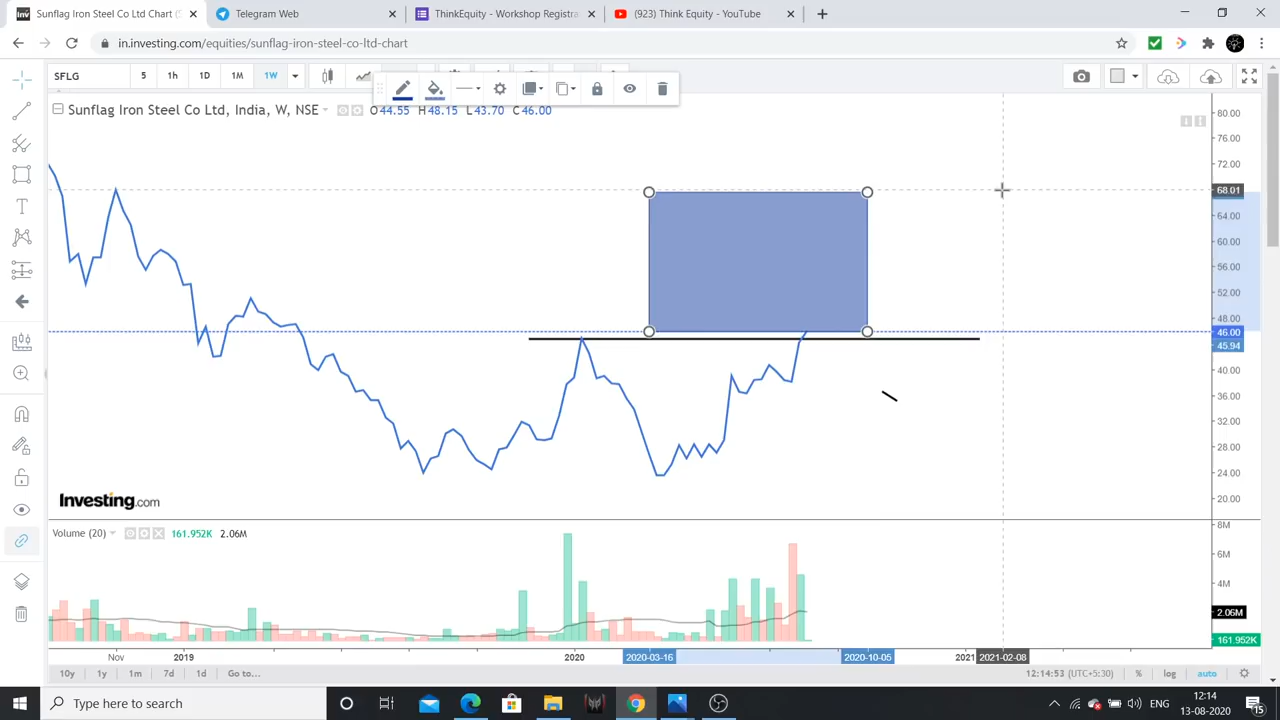 Sunflag Iron Steel Co Ltd Chart (S
Telegram Web
ThinkEquity - Workshop Registra
(923) Think Equity - YouTube
in.investing.com/equities/sunflag-iron-steel-co-ltd-chart
SFLG 5 1h 1D 1M 1W
Sunflag Iron Steel Co Ltd, India, W, NSE O44.55 H48.15 L43.70 C46.00
80.00
76.00
72.00
68.01
64.00
60.00
56.00
52.00
48.00
46.00
45.94
40.00
36.00
32.00
28.00
24.00
20.00
Investing.com
Volume (20) 161.952K 2.06M
8M
6M
4M
2.06M
161.952K
Nov 2019 2020 2020-03-16 2020-10-05 2021 2021-02-08
10y 1y 1m 7d 1d Go to... 12:14:53 (UTC+5:30) % log auto
Type here to search
ENG
12:14
13-08-2020
15